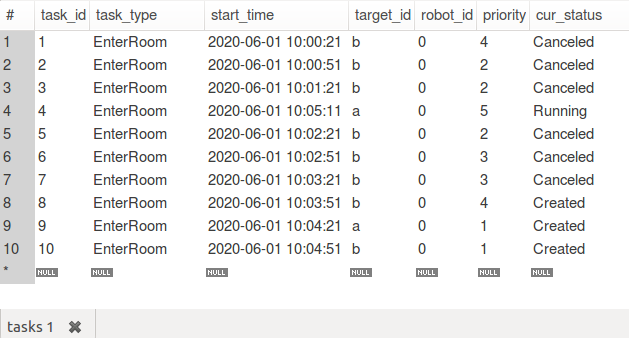 # task_id task_type start_time target_id robot_id priority cur_status
1 1 EnterRoom 2020-06-01 10:00:21 b 0 4 Canceled
2 2 EnterRoom 2020-06-01 10:00:51 b 0 2 Canceled
3 3 EnterRoom 2020-06-01 10:01:21 b 0 2 Canceled
4 4 EnterRoom 2020-06-01 10:05:11 a 0 5 Running
5 5 EnterRoom 2020-06-01 10:02:21 b 0 2 Canceled
6 6 EnterRoom 2020-06-01 10:02:51 b 0 3 Canceled
7 7 EnterRoom 2020-06-01 10:03:21 b 0 3 Canceled
8 8 EnterRoom 2020-06-01 10:03:51 b 0 4 Created
9 9 EnterRoom 2020-06-01 10:04:21 a 0 1 Created
10 10 EnterRoom 2020-06-01 10:04:51 b 0 1 Created
* NULL NULL NULL NULL NULL NULL NULL
tasks 1 ✖